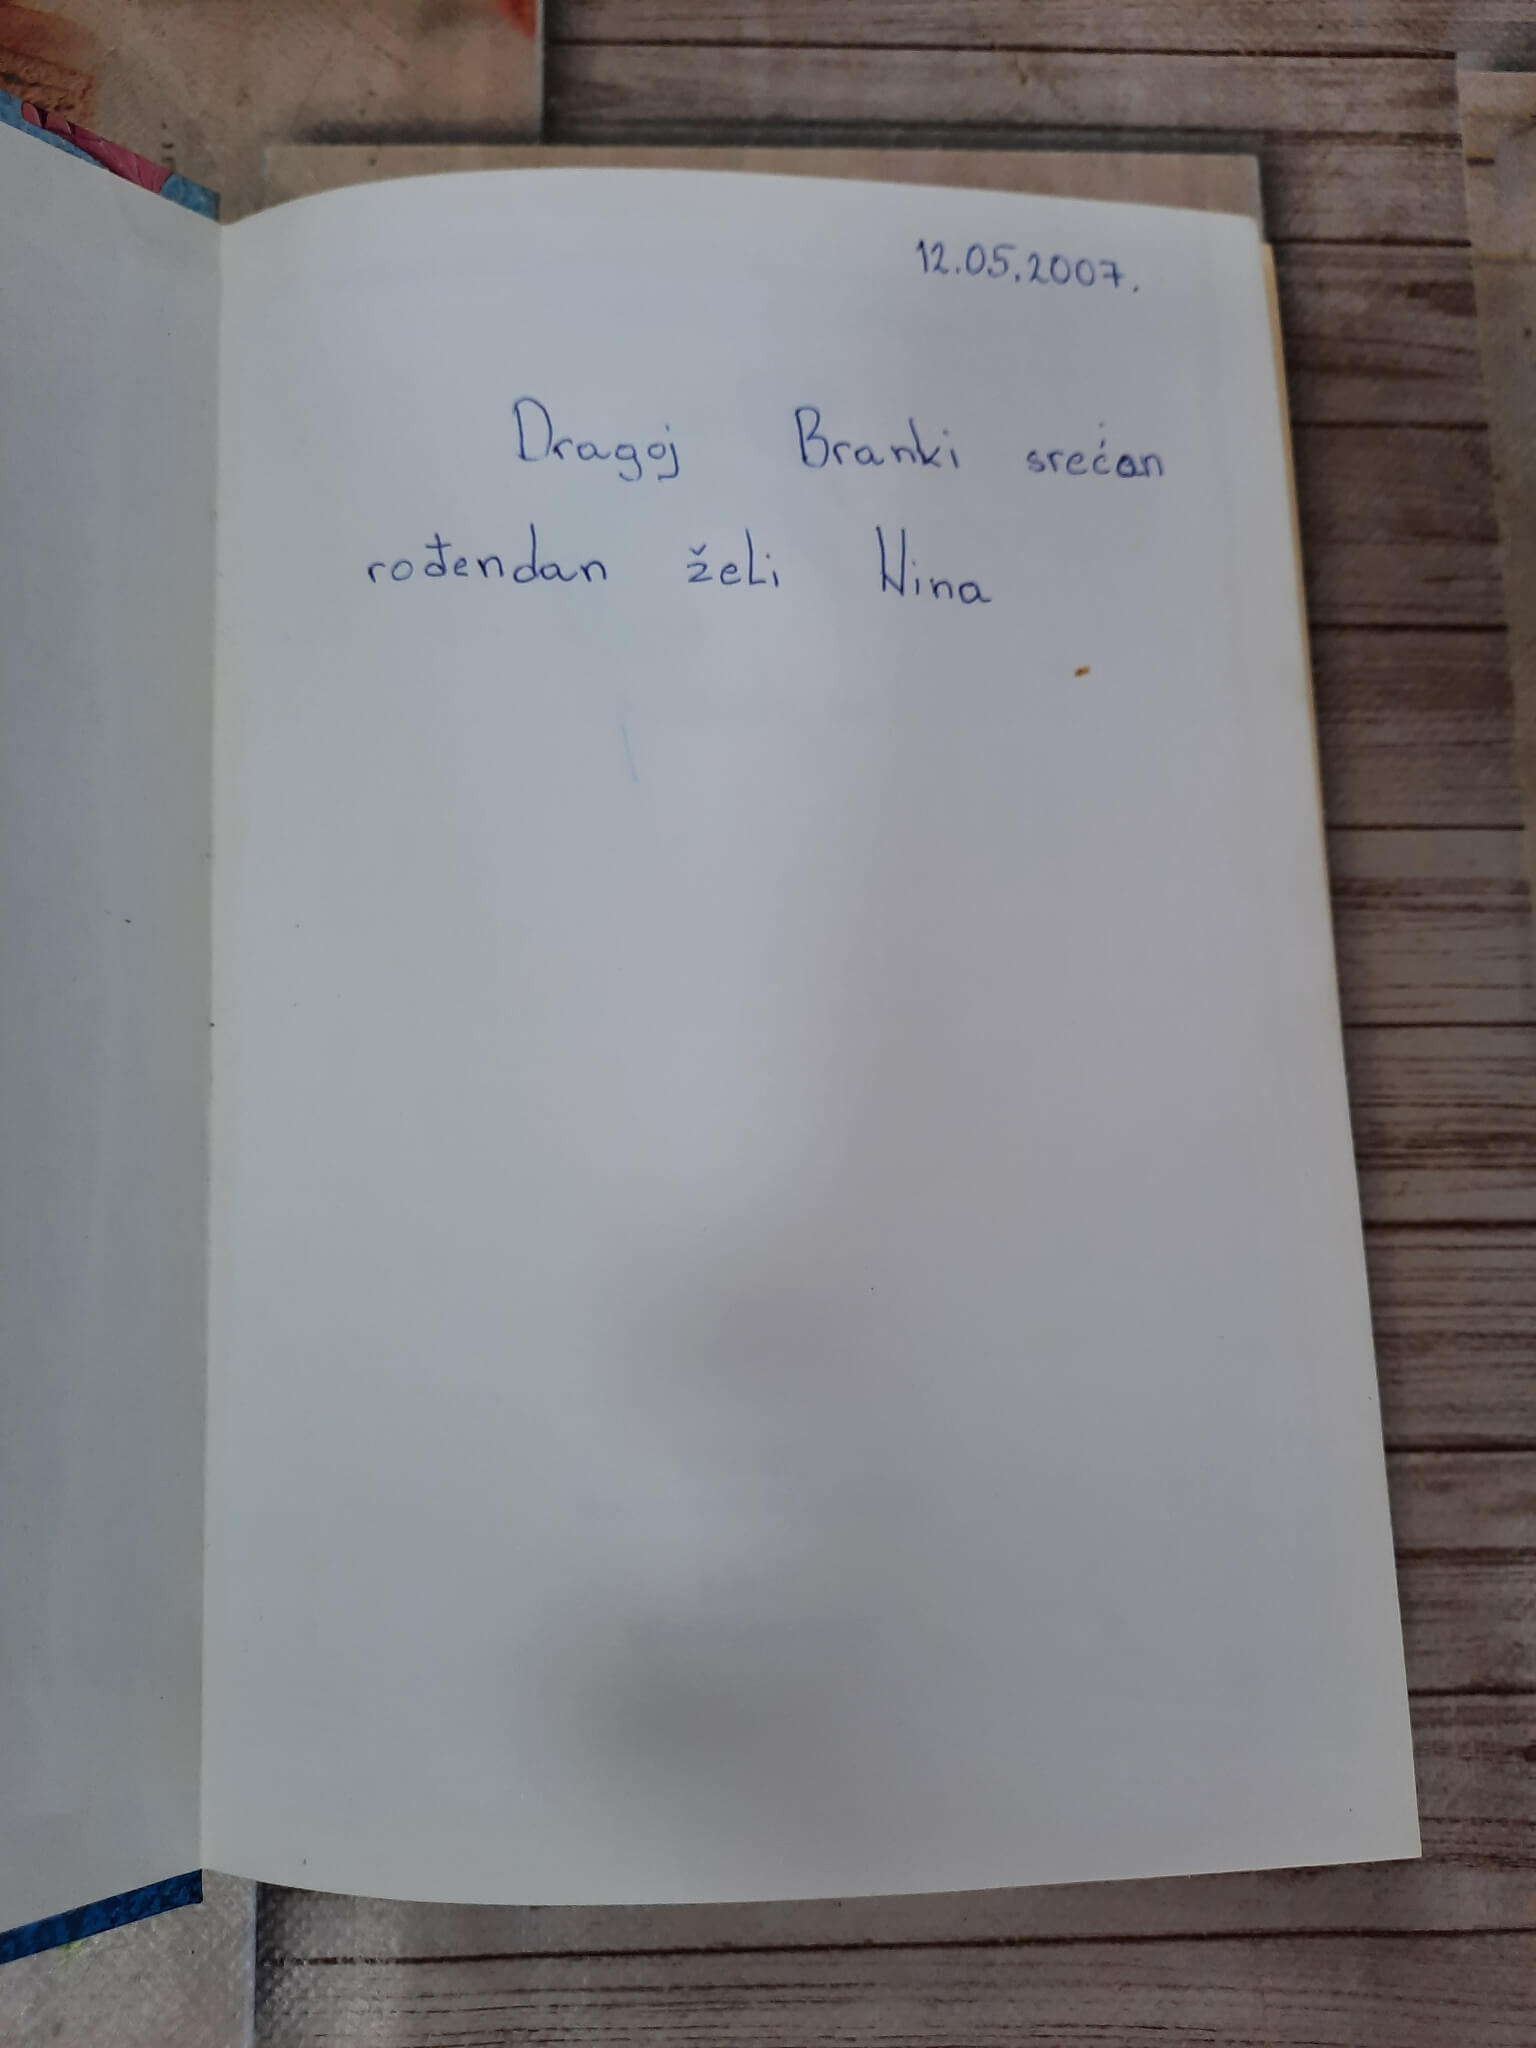 12.05.2007.
Dragoj Branki srećan
rođendan želi Nina